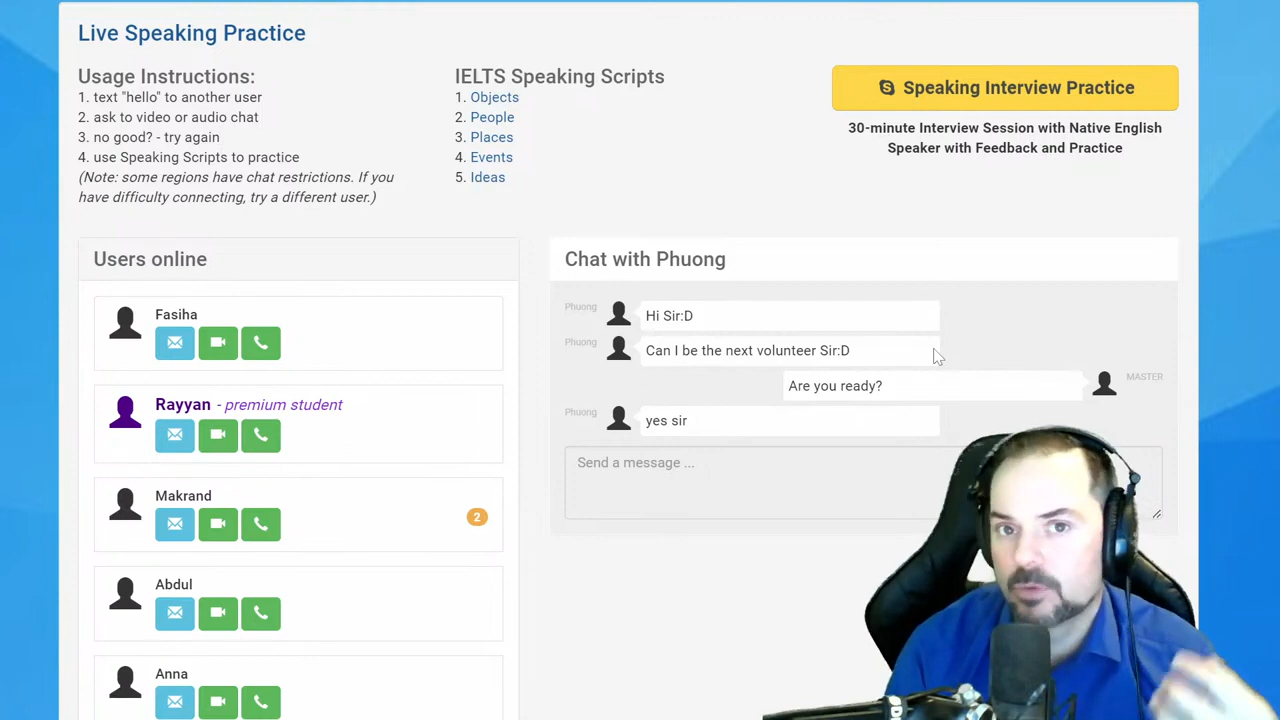 Live Speaking Practice
Usage Instructions:
1. text "hello" to another user
2. ask to video or audio chat
3. no good? - try again
4. use Speaking Scripts to practice
(Note: some regions have chat restrictions. If you
have difficulty connecting, try a different user.)
IELTS Speaking Scripts
1. Objects
2. People
3. Places
4. Events
5. Ideas
Speaking Interview Practice
30-minute Interview Session with Native English
Speaker with Feedback and Practice
Users online
Fasiha
Rayyan - premium student
Makrand
2
Abdul
Anna
Chat with Phuong
Phuong
Hi Sir:D
Phuong
Can I be the next volunteer Sir:D
MASTER
Are you ready?
Phuong
yes sir
Send a message ...